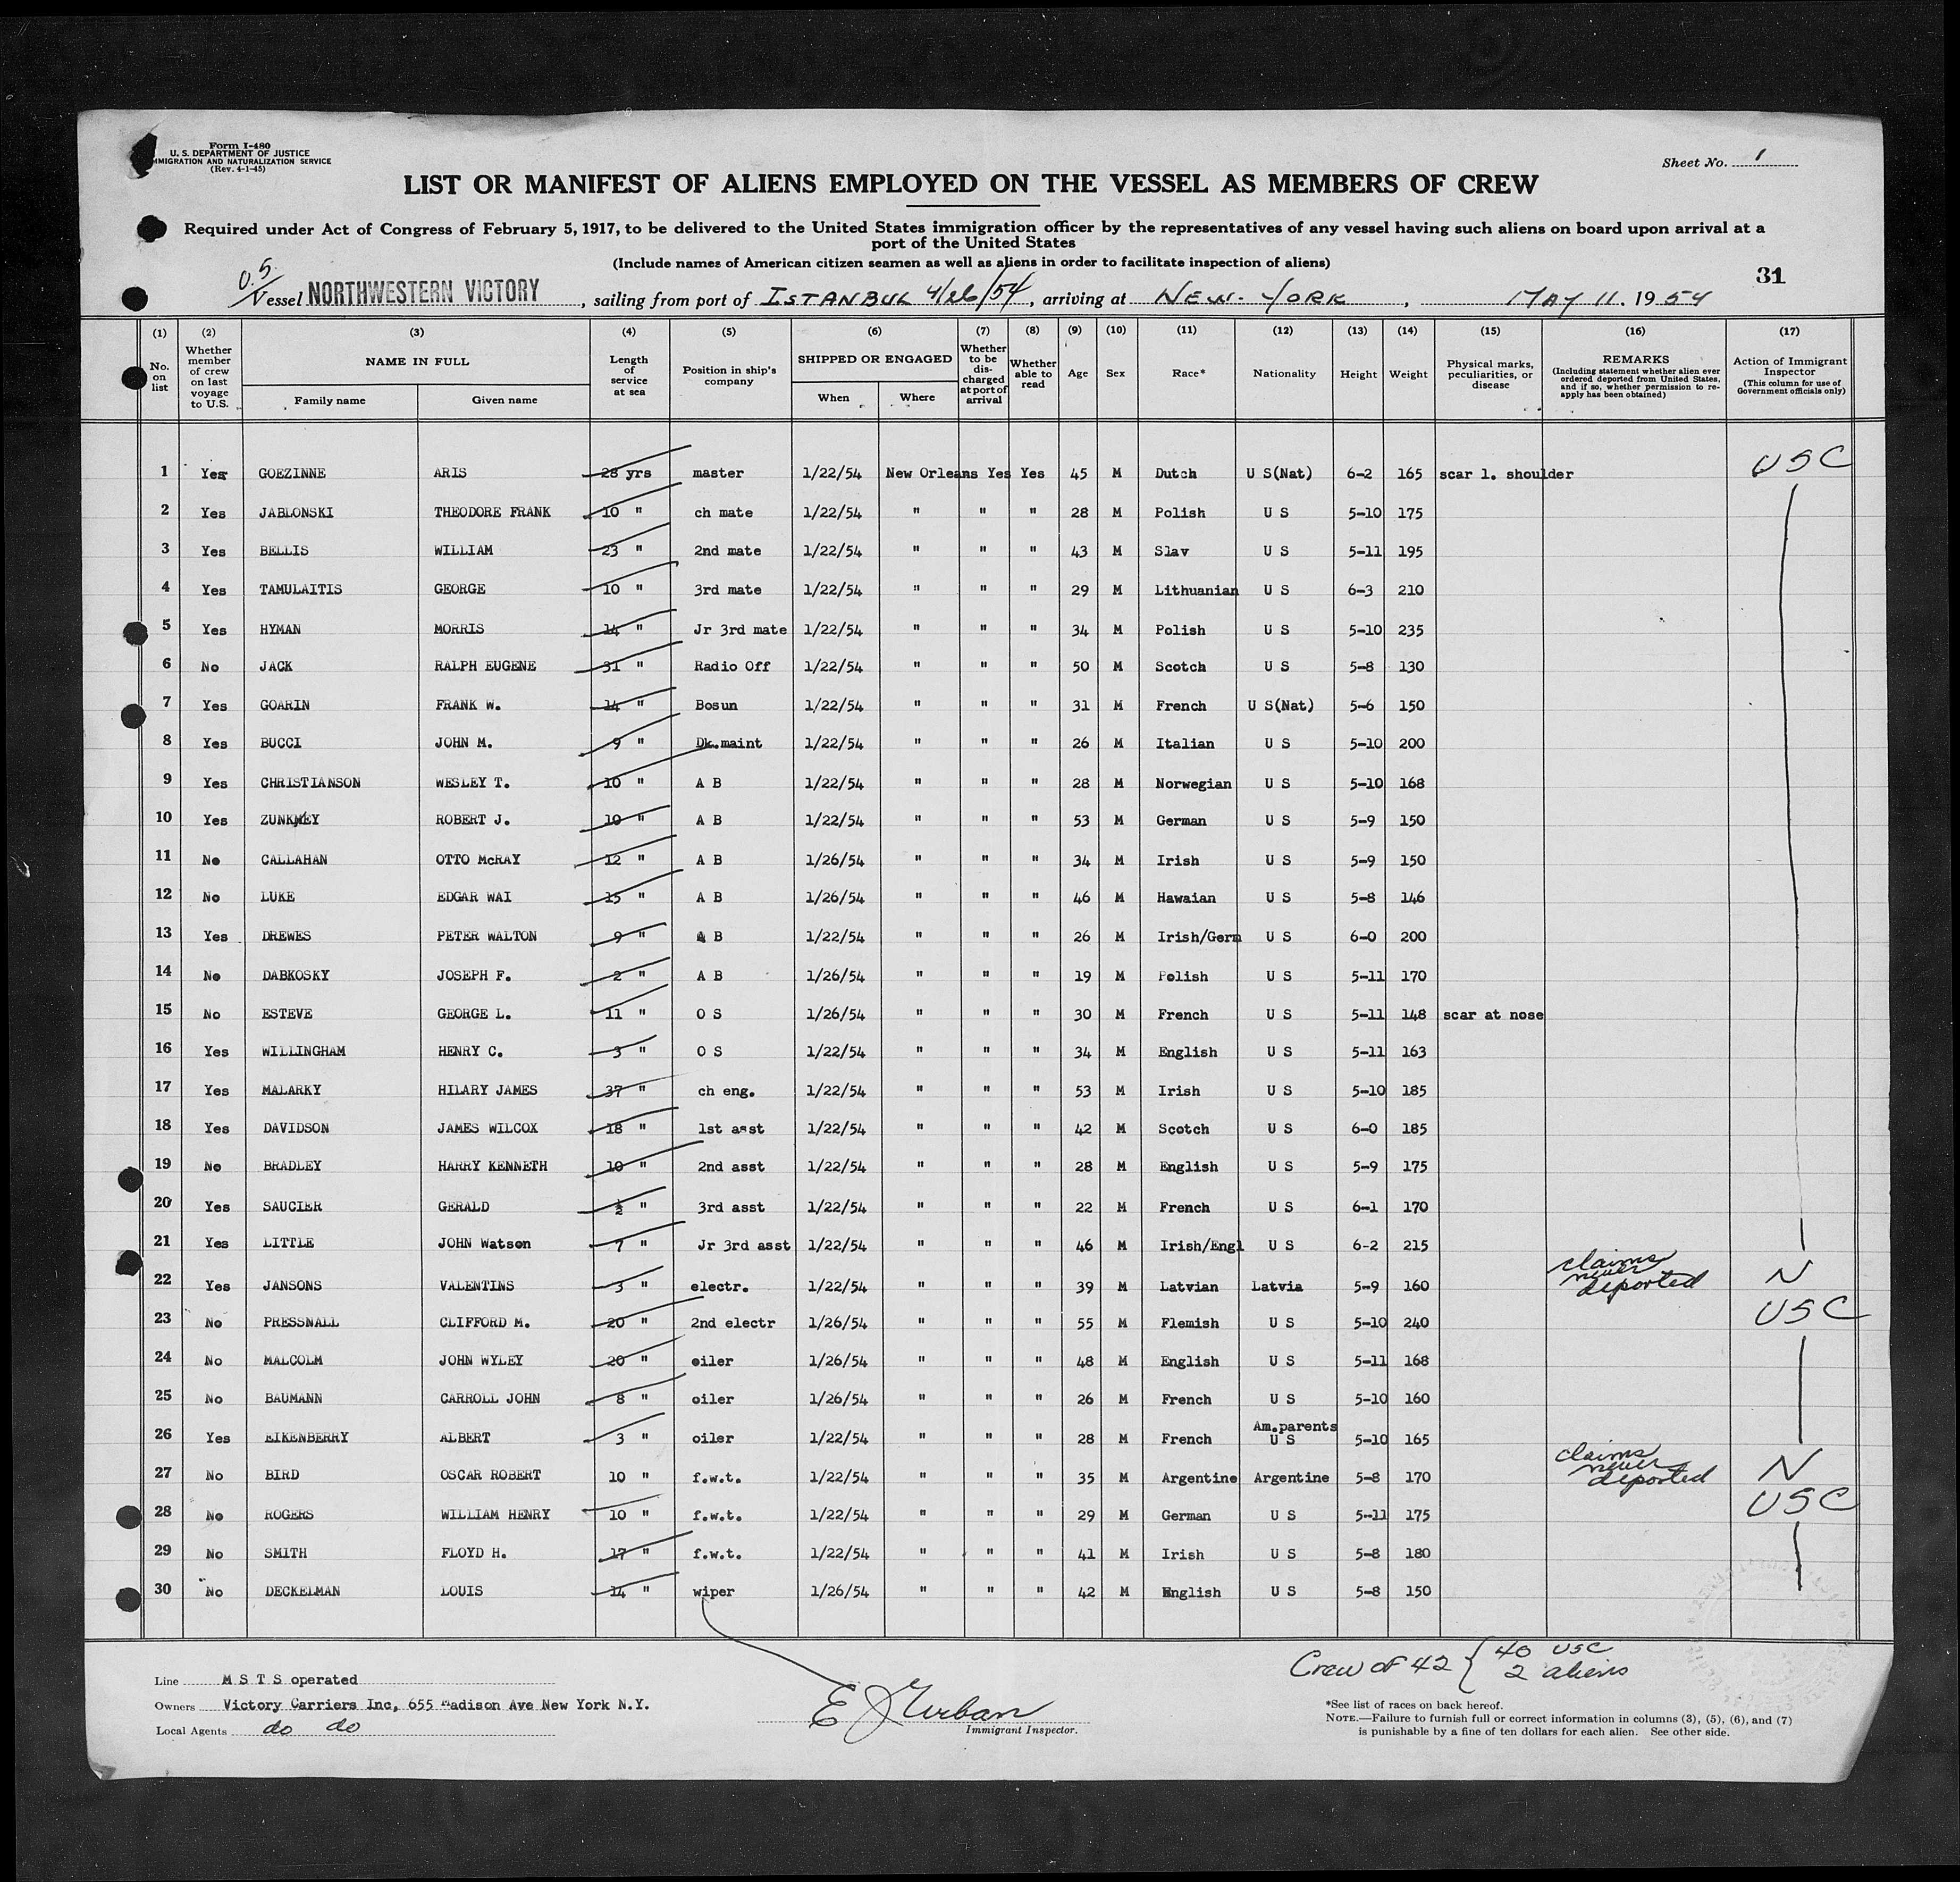 Form I-480
U. S. DEPARTMENT OF JUSTICE
IMMIGRATION AND NATURALIZATION SERVICE
(Rev. 4-1-45)
Sheet No. 1
LIST OR MANIFEST OF ALIENS EMPLOYED ON THE VESSEL AS MEMBERS OF CREW
Required under Act of Congress of February 5, 1917, to be delivered to the United States immigration officer by the representatives of any vessel having such aliens on board upon arrival at a
port of the United States
(Include names of American citizen seamen as well as aliens in order to facilitate inspection of aliens)
31
Vessel NORTHWESTERN VICTORY, sailing from port of ISTANBUL 4/26/54, arriving at NEW-YORK, MAY 11. 1954
(1) (2) (3) (4) (5) (6) (7) (8) (9) (10) (11) (12) (13) (14) (15) (16) (17)
No. on list
Whether member of crew on last voyage to U.S.
NAME IN FULL
Family name Given name
Length of service at sea
Position in ship's company
SHIPPED OR ENGAGED
When Where
Whether to be discharged at port of arrival
Whether able to read
Age Sex Race* Nationality Height Weight
Physical marks, peculiarities, or disease
REMARKS
(Including statement whether alien ever ordered deported from United States, and if so, whether permission to reapply has been obtained)
Action of Immigrant Inspector
(This column for use of Government officials only)
1 Yes GOEZINNE ARIS 28 yrs master 1/22/54 New Orleans Yes Yes 45 M Dutch U S(Nat) 6-2 165 scar l. shoulder USC
2 Yes JABLONSKI THEODORE FRANK 10 " ch mate 1/22/54 " " " 28 M Polish U S 5-10 175
3 Yes BELLIS WILLIAM 23 " 2nd mate 1/22/54 " " " 43 M Slav U S 5-11 195
4 Yes TAMULAITIS GEORGE 10 " 3rd mate 1/22/54 " " " 29 M Lithuanian U S 6-3 210
5 Yes HYMAN MORRIS 14 " Jr 3rd mate 1/22/54 " " " 34 M Polish U S 5-10 235
6 No JACK RALPH EUGENE 31 " Radio Off 1/22/54 " " " 50 M Scotch U S 5-8 130
7 Yes GOARIN FRANK W. 14 " Bosun 1/22/54 " " " 31 M French U S(Nat) 5-6 150
8 Yes BUCCI JOHN M. 9 " Dk.maint 1/22/54 " " " 26 M Italian U S 5-10 200
9 Yes CHRISTIANSON WESLEY T. 10 " A B 1/22/54 " " " 28 M Norwegian U S 5-10 168
10 Yes ZUNKMEY ROBERT J. 10 " A B 1/22/54 " " " 53 M German U S 5-9 150
11 No CALLAHAN OTTO McRAY 12 " A B 1/26/54 " " " 34 M Irish U S 5-9 150
12 No LUKE EDGAR WAI 15 " A B 1/26/54 " " " 46 M Hawaian U S 5-8 146
13 Yes DREWES PETER WALTON 9 " A B 1/22/54 " " " 26 M Irish/Germ U S 6-0 200
14 No DABKOSKY JOSEPH F. 2 " A B 1/26/54 " " " 19 M Polish U S 5-11 170
15 No ESTEVE GEORGE L. 11 " O S 1/26/54 " " " 30 M French U S 5-11 148 scar at nose
16 Yes WILLINGHAM HENRY C. 3 " O S 1/22/54 " " " 34 M English U S 5-11 163
17 Yes MALARKY HILARY JAMES 37 " ch eng. 1/22/54 " " " 53 M Irish U S 5-10 185
18 Yes DAVIDSON JAMES WILCOX 18 " 1st asst 1/22/54 " " " 42 M Scotch U S 6-0 185
19 No BRADLEY HARRY KENNETH 10 " 2nd asst 1/22/54 " " " 28 M English U S 5-9 175
20 Yes SAUCIER GERALD ½ " 3rd asst 1/22/54 " " " 22 M French U S 6-1 170
21 Yes LITTLE JOHN Watson 7 " Jr 3rd asst 1/22/54 " " " 46 M Irish/Engl U S 6-2 215
22 Yes JANSONS VALENTINS 3 " electr. 1/22/54 " " " 39 M Latvian Latvia 5-9 160 claims never deported N
23 No PRESSNALL CLIFFORD M. 20 " 2nd electr 1/26/54 " " " 55 M Flemish U S 5-10 240 USC
24 No MALCOLM JOHN WYLEY 20 " oiler 1/26/54 " " " 48 M English U S 5-11 168
25 No BAUMANN CARROLL JOHN 8 " oiler 1/26/54 " " " 26 M French U S 5-10 160
26 Yes EIKENBERRY ALBERT 3 " oiler 1/22/54 " " " 28 M French Am.parents U S 5-10 165
27 No BIRD OSCAR ROBERT 10 " f.w.t. 1/22/54 " " " 35 M Argentine Argentine 5-8 170 claims never deported N
28 No ROGERS WILLIAM HENRY 10 " f.w.t. 1/22/54 " " " 29 M German U S 5-11 175 USC
29 No SMITH FLOYD H. 17 " f.w.t. 1/22/54 " " " 41 M Irish U S 5-8 180
30 No DECKELMAN LOUIS 14 " wiper 1/26/54 " " " 42 M English U S 5-8 150
Crew of 42 { 40 USC
2 aliens
Line M S T S operated
Owners Victory Carriers Inc, 655 Madison Ave New York N.Y.
Local Agents do do
Immigrant Inspector.
*See list of races on back hereof.
NOTE.—Failure to furnish full or correct information in columns (3), (5), (6), and (7)
is punishable by a fine of ten dollars for each alien. See other side.